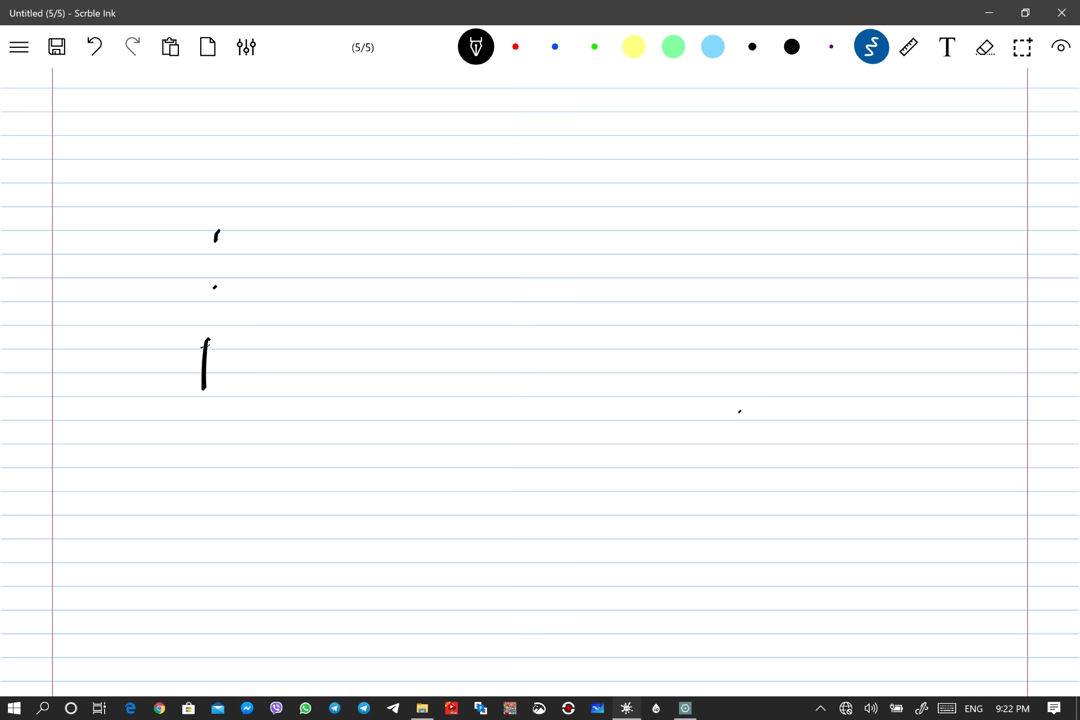 Untitled (5/5) - Scrble Ink
(5/5)
T
ENG
9:22 PM